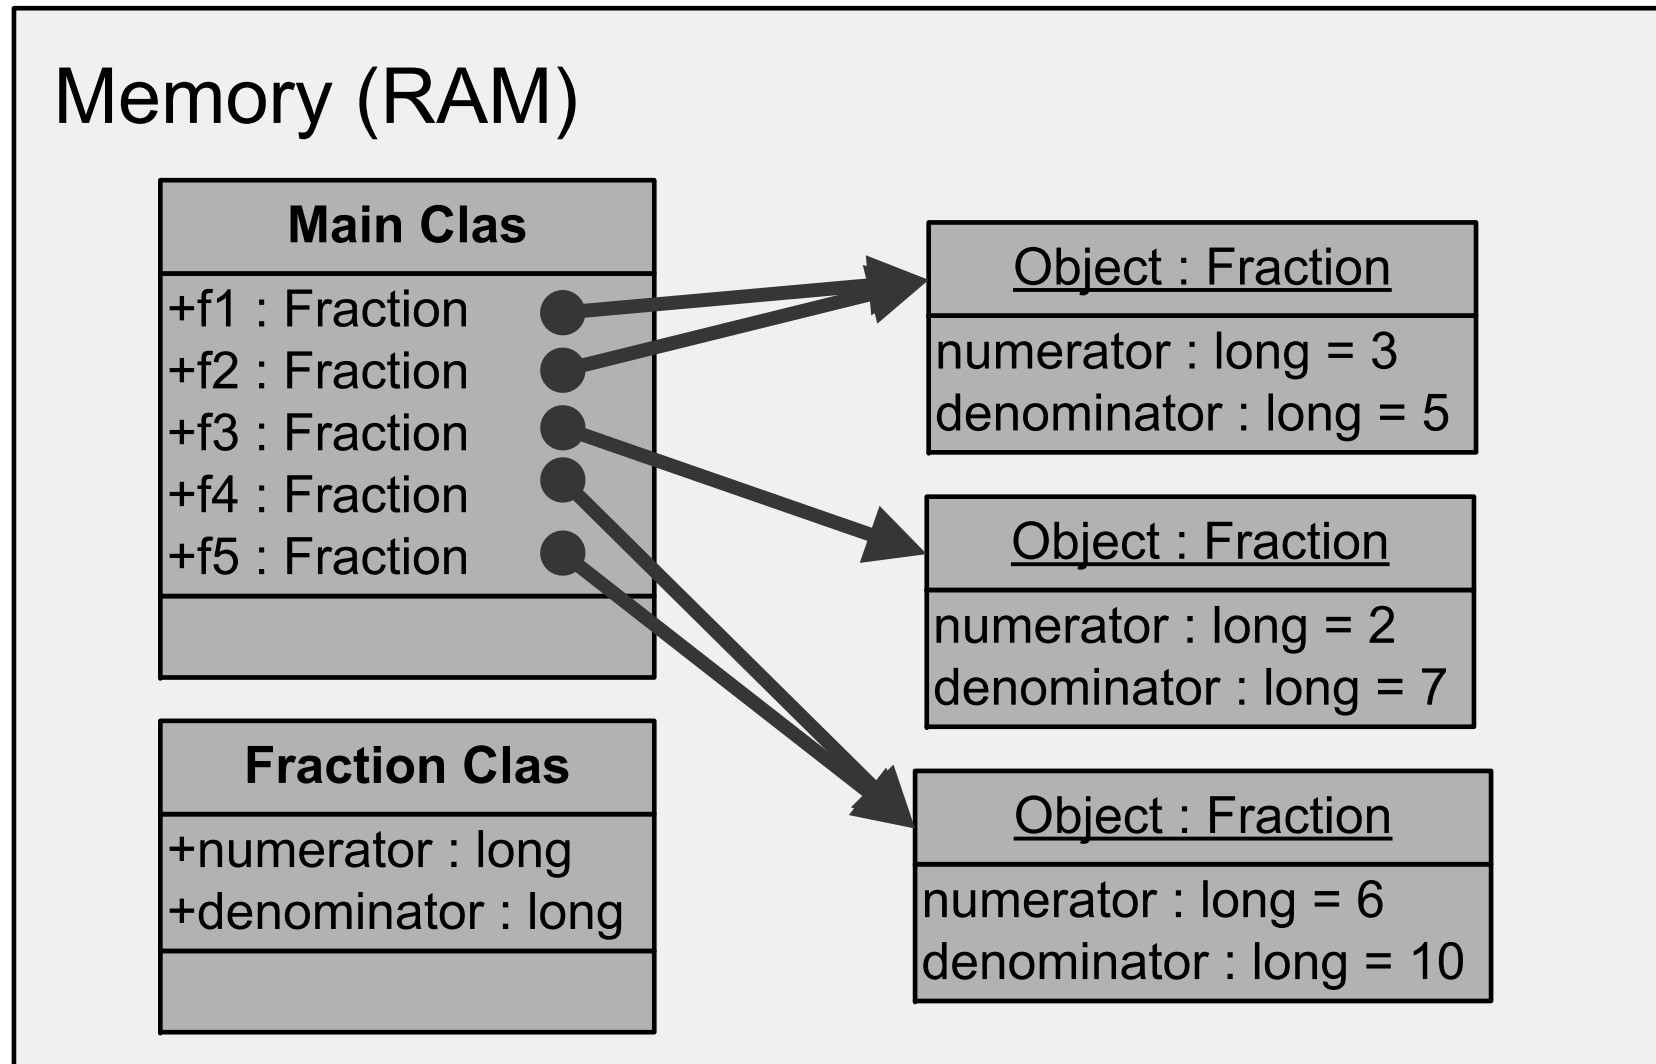 Memory (RAM)
Main Clas
+f1 : Fraction
+f2 : Fraction
+f3 : Fraction
+f4 : Fraction
+f5 : Fraction
Fraction Clas
+numerator : long
+denominator : long
Object : Fraction
numerator : long = 3
denominator : long = 5
Object : Fraction
numerator : long = 2
denominator : long = 7
Object : Fraction
numerator : long = 6
denominator : long = 10